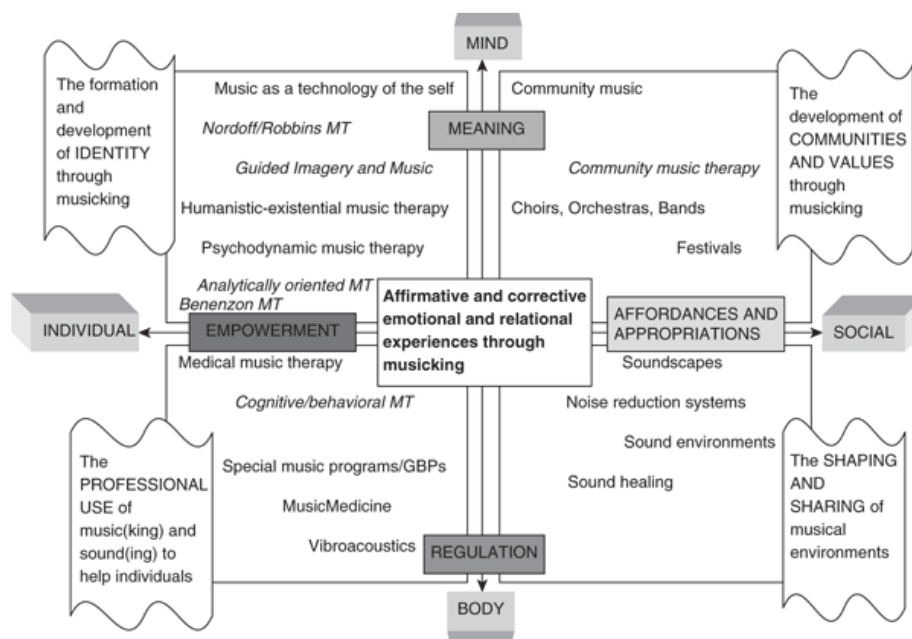 MIND
The formation
and
development
of IDENTITY
through
musicking
Music as a technology of the self
Nordoff/Robbins MT
Guided Imagery and Music
Humanistic-existential music therapy
Psychodynamic music therapy
Analytically oriented MT
Benenzon MT
MEANING
Community music
Community music therapy
Choirs, Orchestras, Bands
Festivals
The
development of
COMMUNITIES
AND VALUES
through
musicking
INDIVIDUAL
EMPOWERMENT
Affirmative and corrective
emotional and relational
experiences through
musicking
AFFORDANCES AND
APPROPRIATIONS
SOCIAL
Medical music therapy
Cognitive/behavioral MT
Special music programs/GBPs
MusicMedicine
Vibroacoustics
The
PROFESSIONAL
USE of
music(king) and
sound(ing) to
help individuals
Soundscapes
Noise reduction systems
Sound environments
Sound healing
The SHAPING
AND
SHARING of
musical
environments
REGULATION
BODY